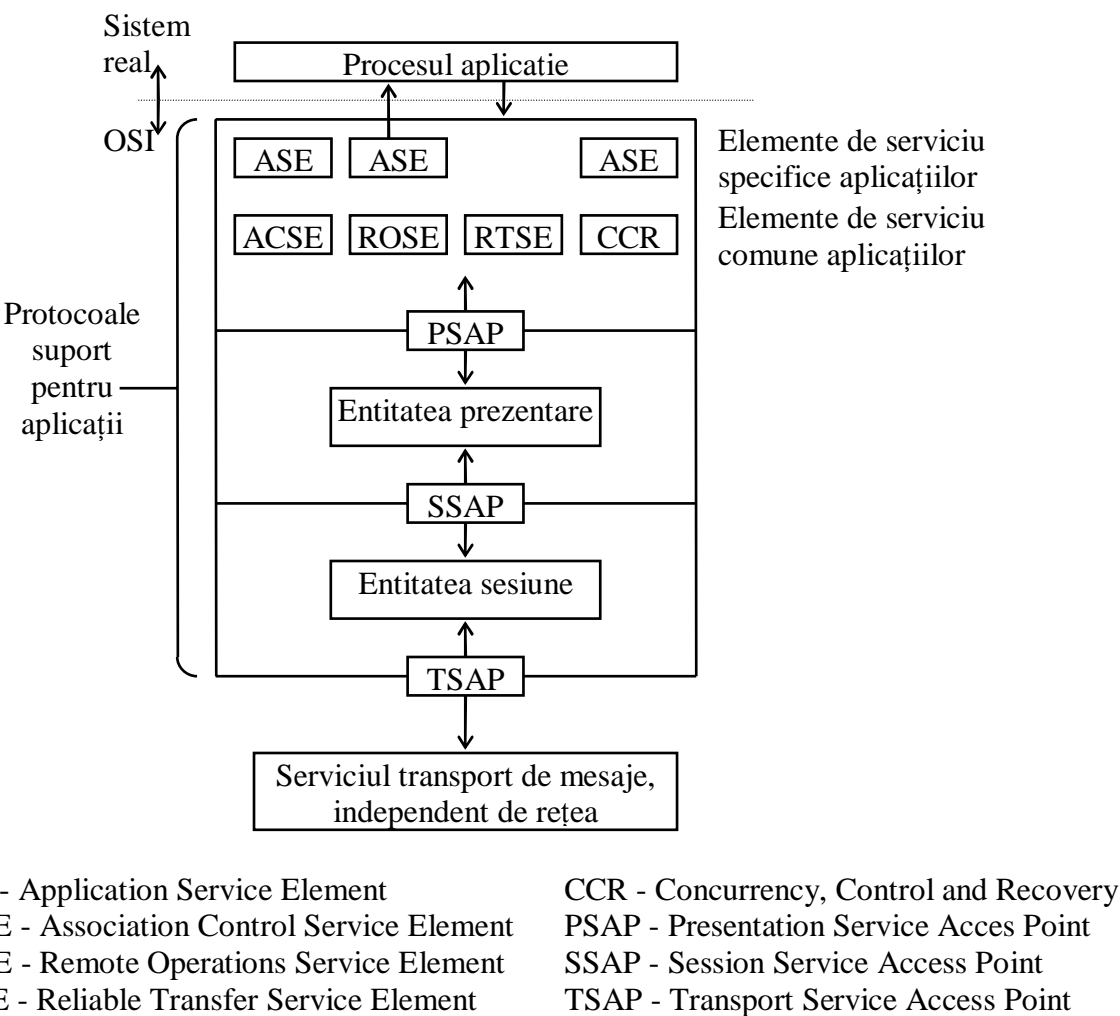 Sistem
real
Procesul aplicatie
OSI
ASE ASE ASE
Elemente de serviciu
specifice aplicațiilor
ACSE ROSE RTSE CCR
Elemente de serviciu
comune aplicațiilor
Protocoale
suport
pentru
aplicații
PSAP
Entitatea prezentare
SSAP
Entitatea sesiune
TSAP
Serviciul transport de mesaje,
independent de rețea
- Application Service Element
E - Association Control Service Element
E - Remote Operations Service Element
E - Reliable Transfer Service Element
CCR - Concurrency, Control and Recovery
PSAP - Presentation Service Acces Point
SSAP - Session Service Access Point
TSAP - Transport Service Access Point